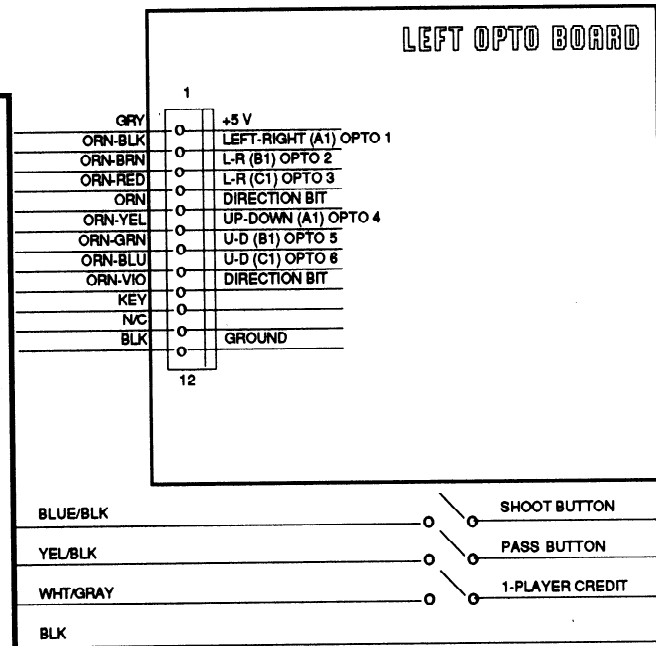 LEFT OPTO BOARD
1
GRY +5 V
ORN-BLK LEFT-RIGHT (A1) OPTO 1
ORN-BRN L-R (B1) OPTO 2
ORN-RED L-R (C1) OPTO 3
ORN DIRECTION BIT
ORN-YEL UP-DOWN (A1) OPTO 4
ORN-GRN U-D (B1) OPTO 5
ORN-BLU U-D (C1) OPTO 6
ORN-VIO DIRECTION BIT
KEY
N/C
BLK GROUND
12
BLUE/BLK SHOOT BUTTON
YEL/BLK PASS BUTTON
WHT/GRAY 1-PLAYER CREDIT
BLK